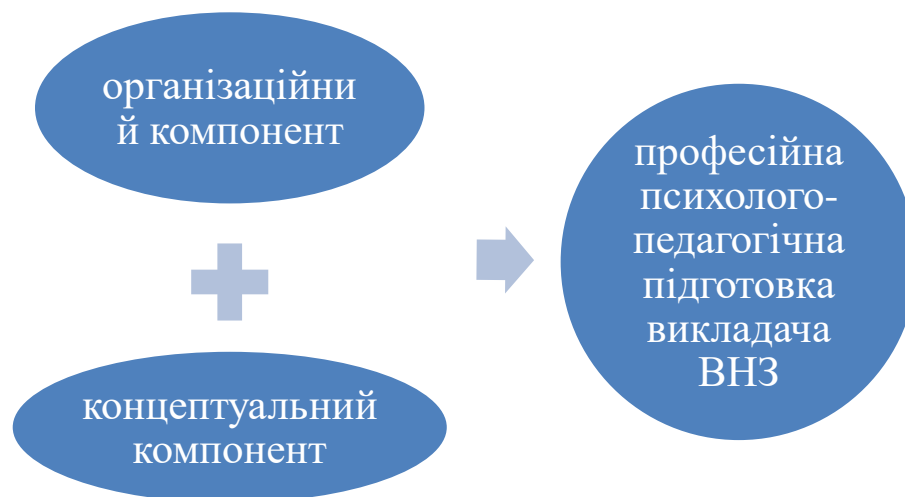 організаційни
й компонент
концептуальний
компонент
професійна
психолого-
педагогічна
підготовка
викладача
ВНЗ